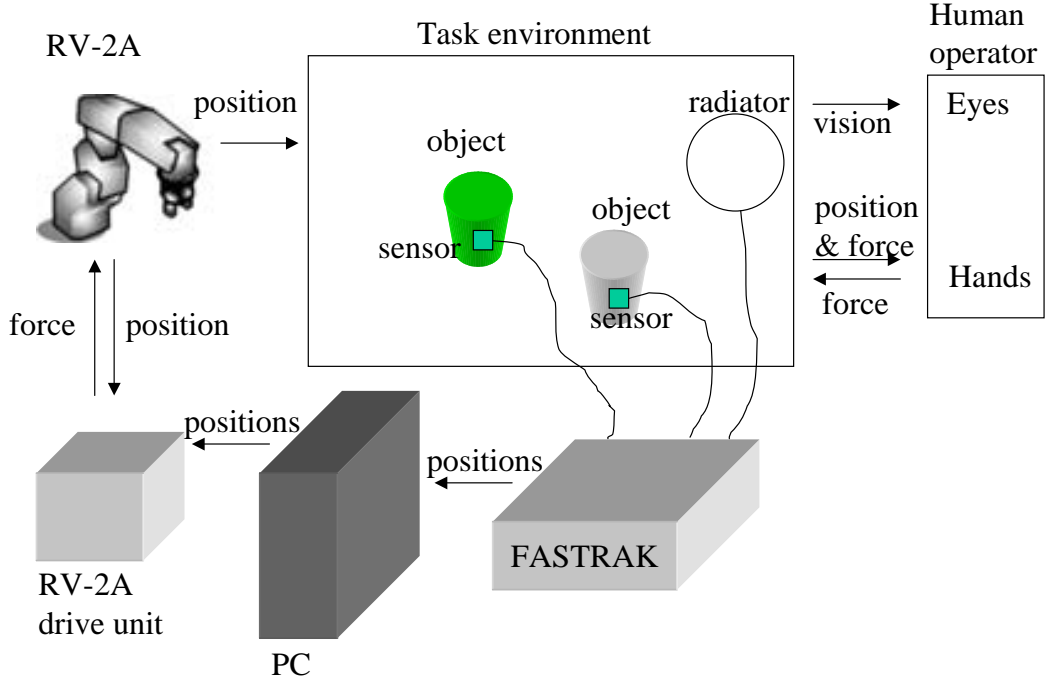 Human
operator
RV-2A
Task environment
position
radiator
Eyes
vision
object
object
position
& force
sensor
Hands
force
sensor
force
position
positions
positions
FASTRAK
RV-2A
drive unit
PC